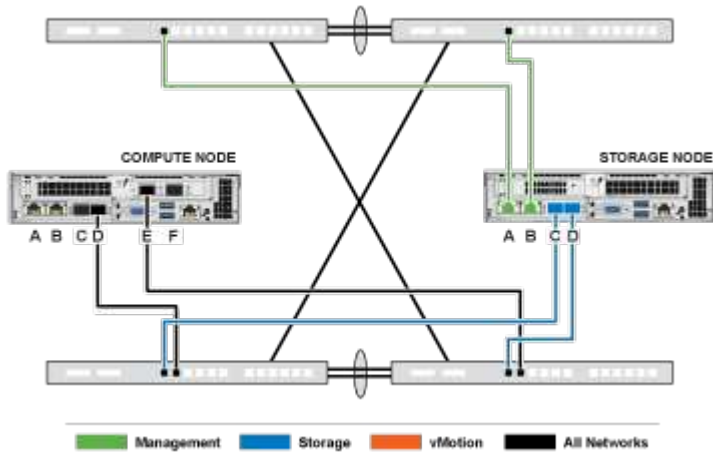 COMPUTE NODE
STORAGE NODE
A B C D E F
A B C D
Management Storage vMotion All Networks